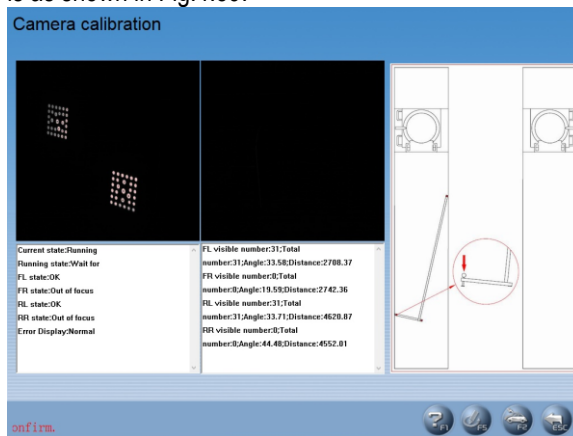 Camera calibration
Current state:Running
Running state:Wait for
FL state:OK
FR state:Out of focus
RL state:OK
RR state:Out of focus
Error Display:Normal
FL visible number:31;Total
number:31;Angle:33.58;Distance:2708.37
FR visible number:0;Total
number:0;Angle:19.59;Distance:2742.36
RL visible number:31;Total
number:31;Angle:33.71;Distance:4620.87
RR visible number:0;Total
number:0;Angle:44.48;Distance:4552.01
onfirm.
F1
F5
F2
ESC